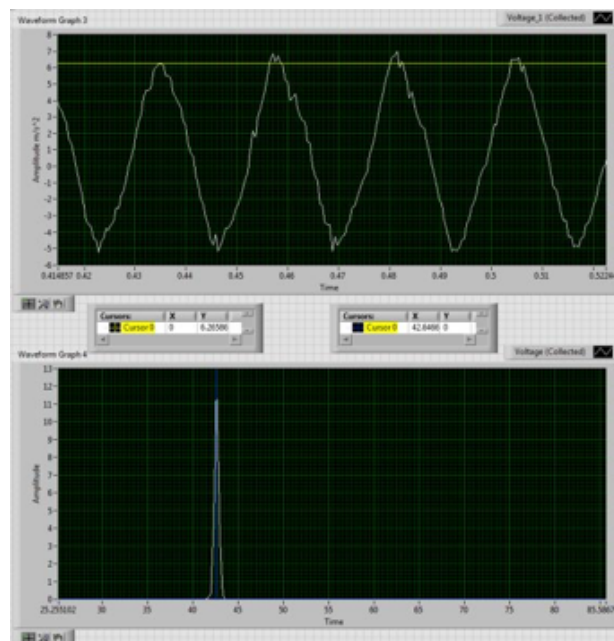 Waveform Graph 3
Voltage_1 (Collected)
Amplitude m/s^2
8
7
6
5
4
3
2
1
0
-1
-2
-3
-4
-5
-6
0.414857 0.42 0.43 0.44 0.45 0.46 0.47 0.48 0.49 0.5 0.51 0.5224
Time
Cursors: X Y
Cursor 0 0 6.26586
Cursors: X Y
Cursor 0 42.6466 0
Waveform Graph 4
Voltage (Collected)
Amplitude
13
12
11
10
9
8
7
6
5
4
3
2
1
0
25.255102 30 35 40 45 50 55 60 65 70 75 80
Time